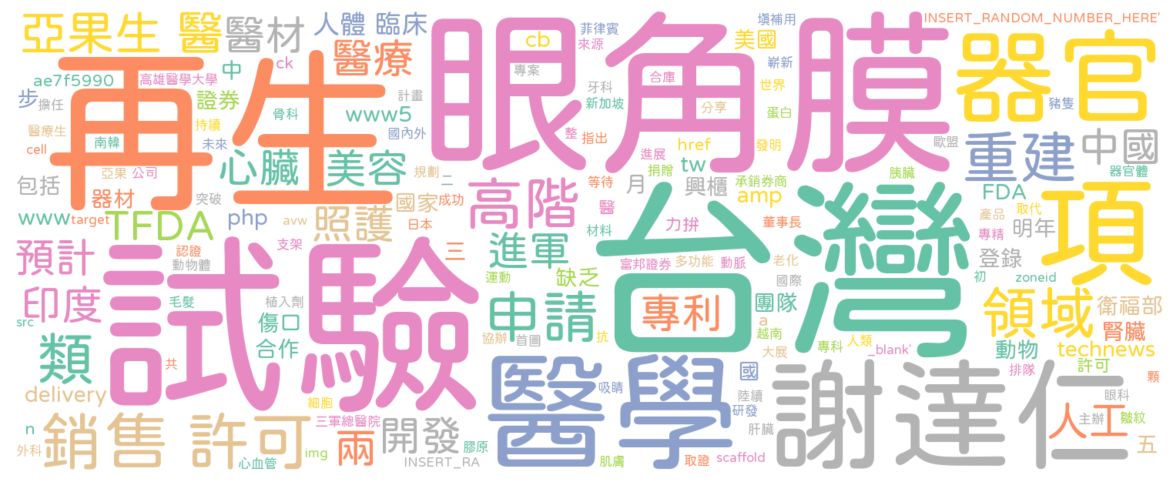 亞果生 醫
醫材
人體 臨床
菲律賓
填補用
INSERT_RANDOM_NUMBER_HERE'
ck
醫療
cb
來源
美國
嶄新
器官
眼角膜
再生
ae7f5990
高雄醫學大學
中
專案
合庫
世界
步
擔任
證券
計畫
牙科
新加坡
分享
蛋白
豬隻
骨科
www5
國內外
醫療生
持續
整
指出
href
發明
歐盟
重建
中國
南韓
未來
cell
亞果
公司
心臟
美容
規劃
二
進展
捐贈
tw
胰臟
器官體
包括
器材
突破
國家
成功
高階
等待
月
興櫃
承銷券商
amp
FDA
產品
取代
項
www
target
TFDA
php
avw
照護
日本
醫
材料
力拚
董事長
台灣
專精
明年
預計
認證
動物體
支架
三
進軍
缺乏
富邦證券
多功能
動脈
老化
國際
登錄
初
zoneid
運動
印度
毛髮
植入劑
試驗
申請
專利
團隊
a
領域
衛福部
src
傷口
協辦
首圖
抗
越南
腎臟
類
共
合作
大展
專科
人類
_blank'
動物
technews
謝達仁
排隊
許可
顆
delivery
細胞
醫學
吸睛
國
陸續
研發
眼科
n
銷售 許可
三軍總醫院
兩
開發
人工
主辦
皺紋
外科
心血管
img
膠原
INSERT_RA
肌膚
取證
scaffold
肝臟
五